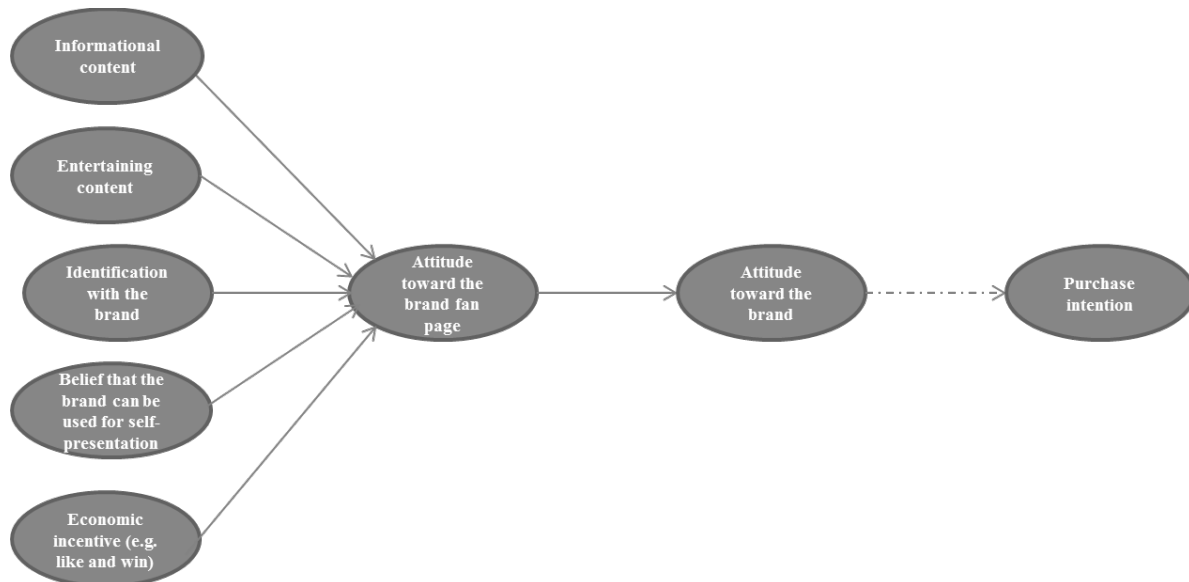 Informational
content
Entertaining
content
Identification
with the
brand
Belief that the
brand can be
used for self-
presentation
Economic
incentive (e.g.
like and win)
Attitude
toward the
brand fan
page
Attitude
toward the
brand
Purchase
intention